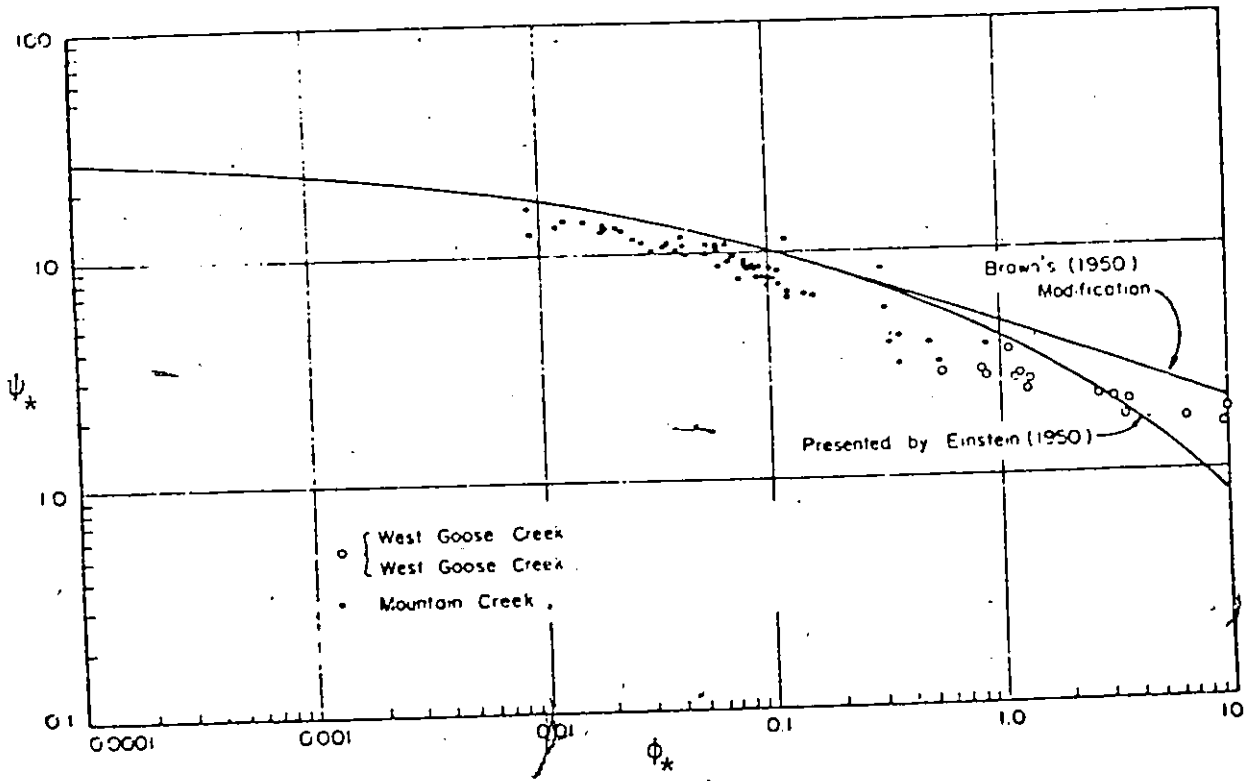 100
10
1.0
0.1
Ψ*
Brown's (1950)
Modification
Presented by Einstein (1950)
West Goose Creek
West Goose Creek
Mountain Creek
0.0001
0.001
0.01
0.1
1.0
10
Φ*